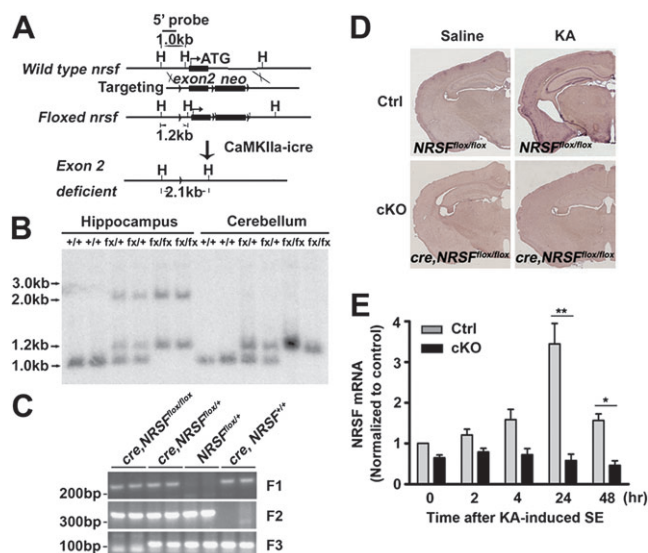 A
5' probe
1.0kb
H H ATG H
Wild type nrsf
Targeting exon2 neo
H H H
Floxed nrsf
1.2kb
CaMKIIa-icre
Exon 2 deficient
H H
2.1kb
B
Hippocampus Cerebellum
+/+ +/+ fx/+ fx/+ fx/fx fx/fx +/+ +/+ fx/+ fx/+ fx/fx fx/fx
3.0kb
2.0kb
1.2kb
1.0kb
C
cre,NRSFflox/flox
cre,NRSFflox/+
NRSFflox/+
cre,NRSF+/+
200bp F1
300bp F2
100bp F3
D
Saline KA
Ctrl
NRSFflox/flox NRSFflox/flox
cKO
cre,NRSFflox/flox cre,NRSFflox/flox
E
Ctrl
cKO
**
*
NRSF mRNA
(Normalized to control)
4
3
2
1
0
0 2 4 24 48 (hr)
Time after KA-induced SE